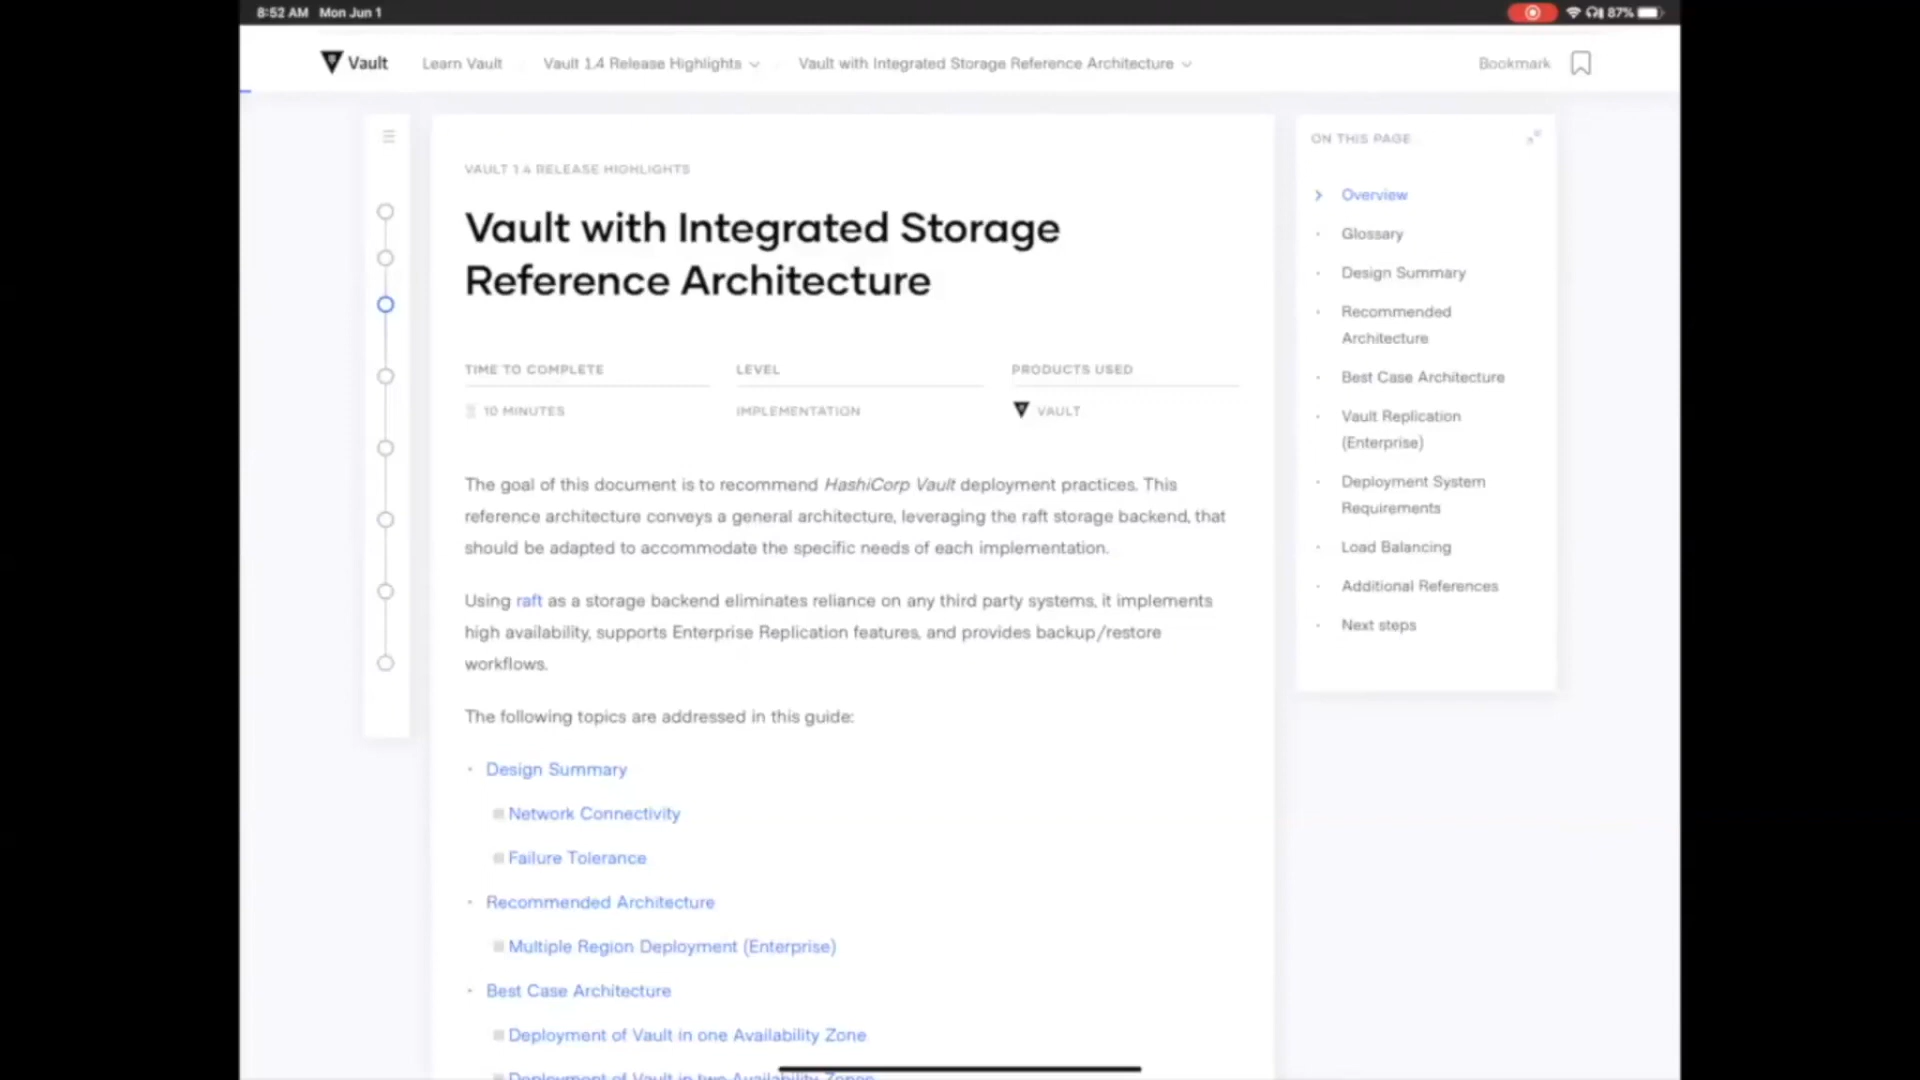 8:52 AM Mon Jun 1
87%
Vault
Learn Vault
Vault 1.4 Release Highlights
Vault with Integrated Storage Reference Architecture
Bookmark
VAULT 1.4 RELEASE HIGHLIGHTS
Vault with Integrated Storage
Reference Architecture
TIME TO COMPLETE
LEVEL
PRODUCTS USED
10 MINUTES
IMPLEMENTATION
VAULT
The goal of this document is to recommend HashiCorp Vault deployment practices. This
reference architecture conveys a general architecture, leveraging the raft storage backend, that
should be adapted to accommodate the specific needs of each implementation.
Using raft as a storage backend eliminates reliance on any third party systems, it implements
high availability, supports Enterprise Replication features, and provides backup/restore
workflows.
The following topics are addressed in this guide:
Design Summary
Network Connectivity
Failure Tolerance
Recommended Architecture
Multiple Region Deployment (Enterprise)
Best Case Architecture
Deployment of Vault in one Availability Zone
Deployment of Vault in two Availability Zones
ON THIS PAGE
Overview
Glossary
Design Summary
Recommended
Architecture
Best Case Architecture
Vault Replication
(Enterprise)
Deployment System
Requirements
Load Balancing
Additional References
Next steps